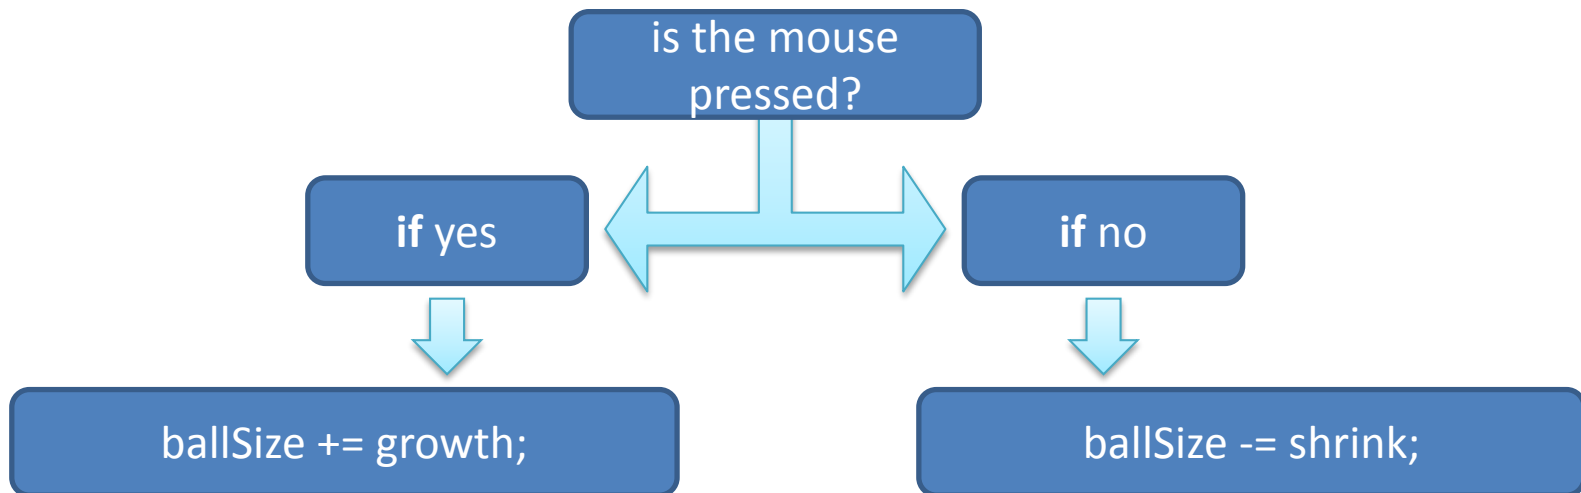 is the mouse
pressed?
if yes
if no
ballSize += growth;
ballSize -= shrink;